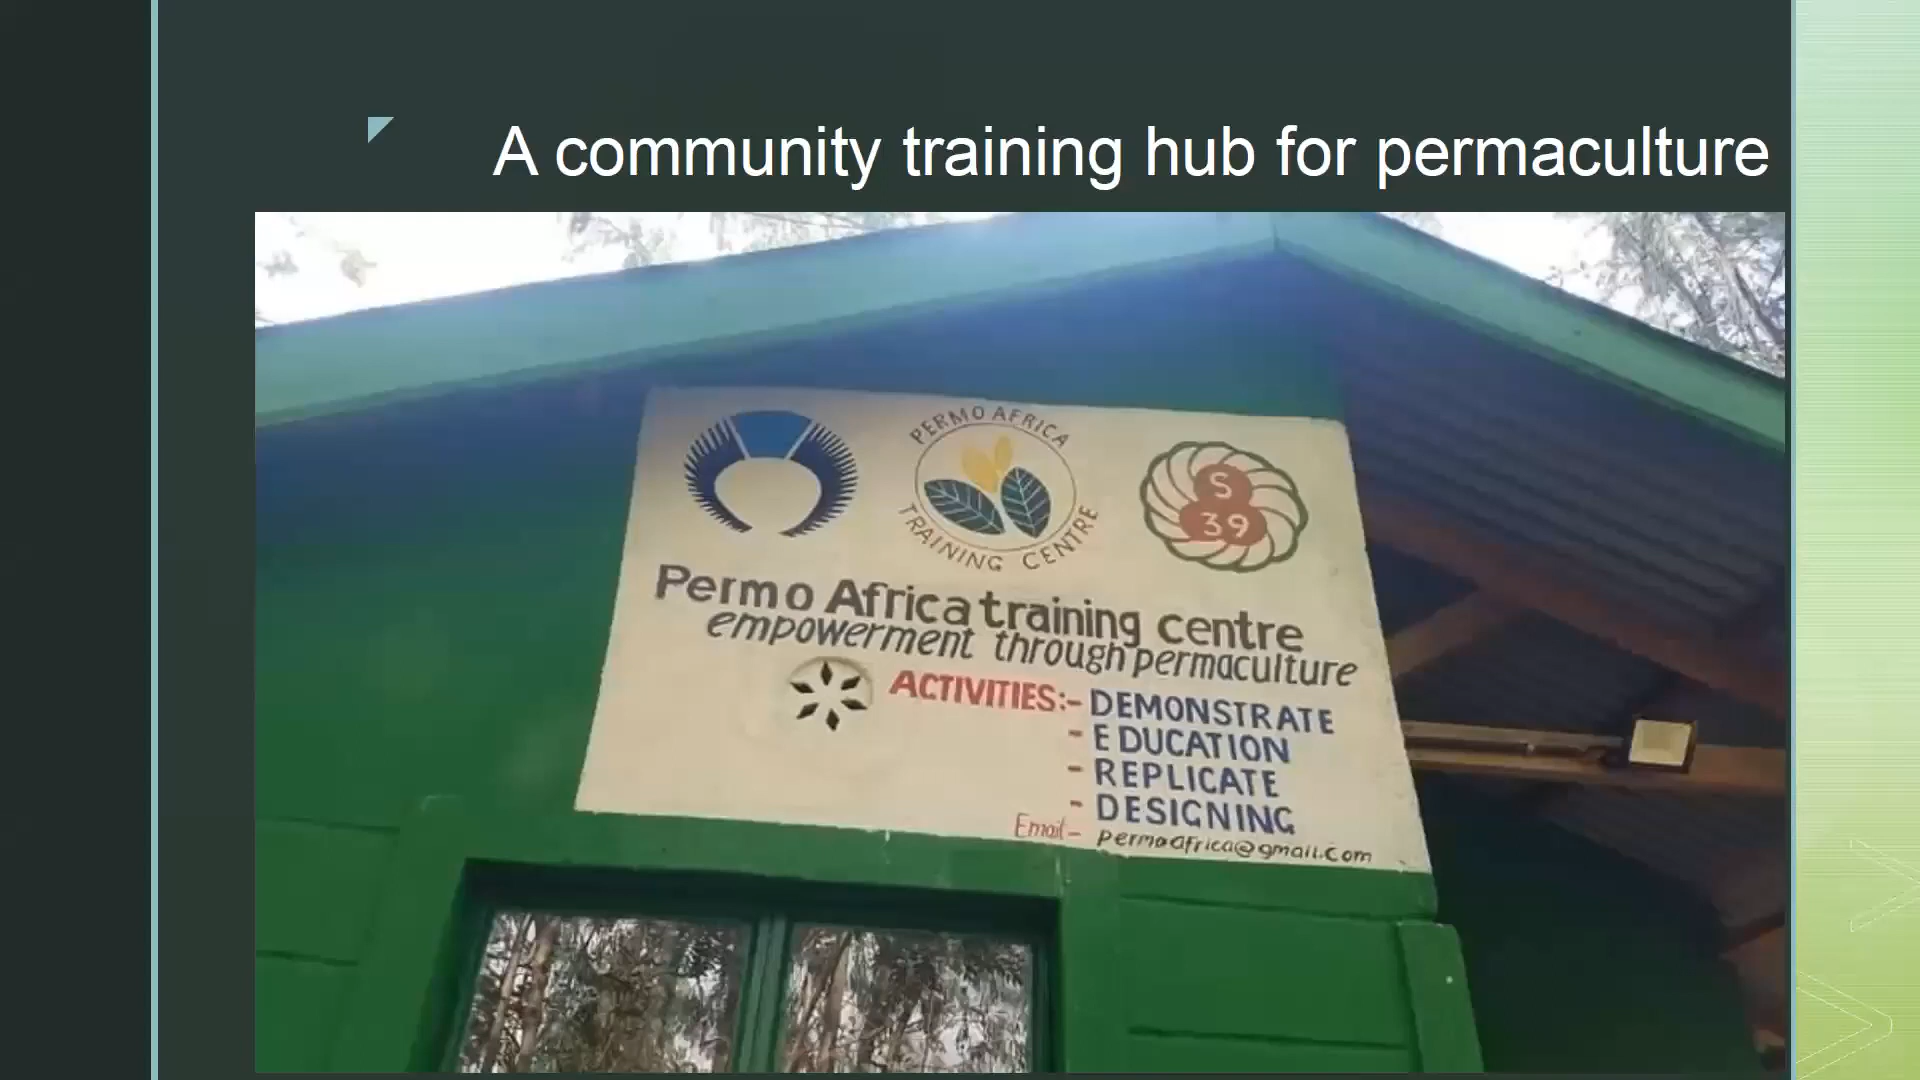 A community training hub for permaculture
PERMO AFRICA
TRAINING CENTRE
S
39
Permo Africa training centre
empowerment through permaculture
ACTIVITIES:- DEMONSTRATE
- EDUCATION
- REPLICATE
- DESIGNING
Email- permoafrica@gmail.com